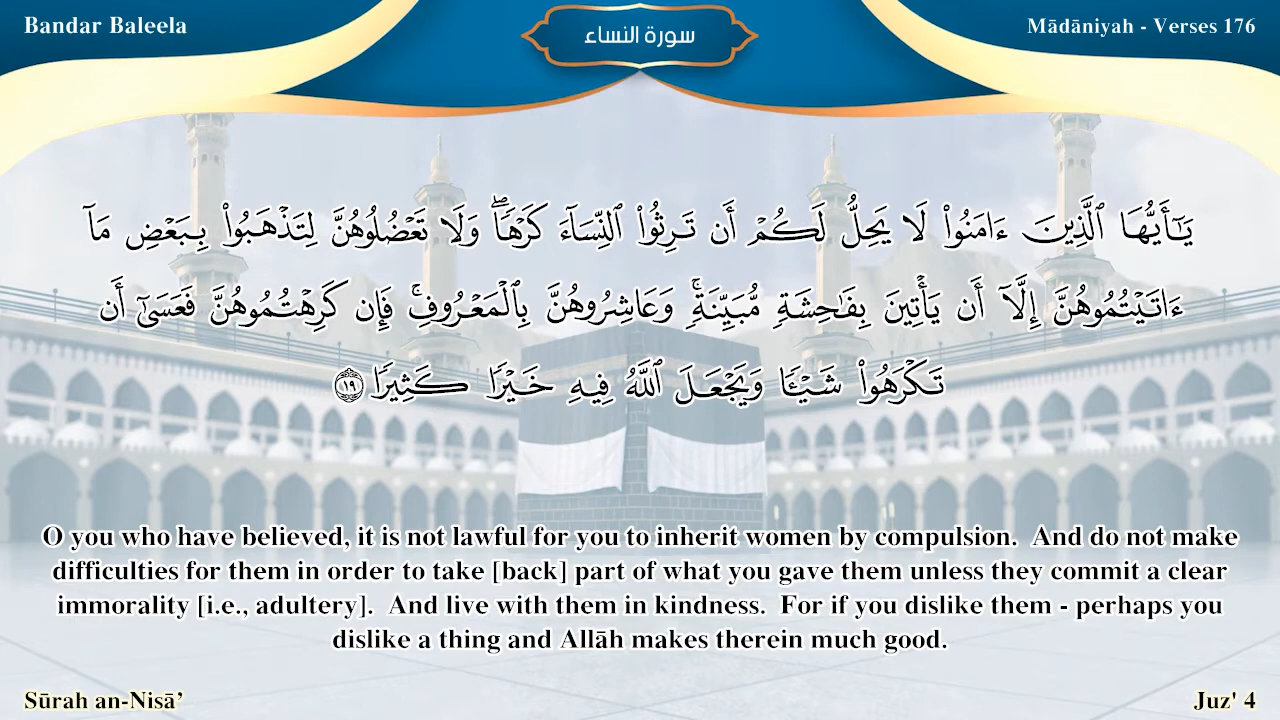 Bandar Baleela
سورة النساء
Mādāniyah - Verses 176
يَـٰٓأَيُّهَا ٱلَّذِينَ ءَامَنُوا۟ لَا يَحِلُّ لَكُمْ أَن تَرِثُوا۟ ٱلنِّسَآءَ كَرْهًۭا ۖ وَلَا تَعْضُلُوهُنَّ لِتَذْهَبُوا۟ بِبَعْضِ مَآ
ءَاتَيْتُمُوهُنَّ إِلَّآ أَن يَأْتِينَ بِفَـٰحِشَةٍۢ مُّبَيِّنَةٍۢ ۚ وَعَاشِرُوهُنَّ بِٱلْمَعْرُوفِ ۚ فَإِن كَرِهْتُمُوهُنَّ فَعَسَىٰٓ أَن
تَكْرَهُوا۟ شَيْـًۭٔا وَيَجْعَلَ ٱللَّهُ فِيهِ خَيْرًۭا كَثِيرًۭا ١٩
O you who have believed, it is not lawful for you to inherit women by compulsion.  And do not make
difficulties for them in order to take [back] part of what you gave them unless they commit a clear
immorality [i.e., adultery].  And live with them in kindness.  For if you dislike them - perhaps you
dislike a thing and Allāh makes therein much good.
Sūrah an-Nisā’
Juz' 4